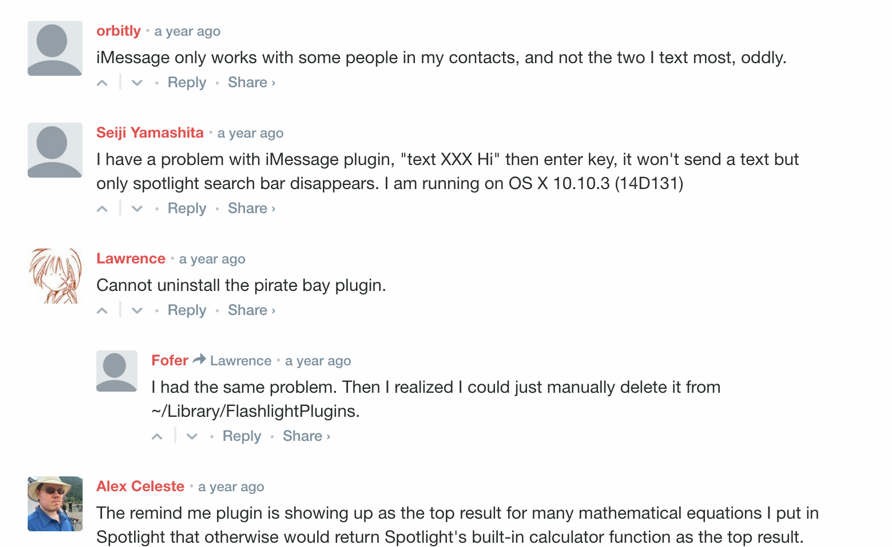 orbitly • a year ago
iMessage only works with some people in my contacts, and not the two I text most, oddly.
• Reply • Share ›
Seiji Yamashita • a year ago
I have a problem with iMessage plugin, "text XXX Hi" then enter key, it won't send a text but
only spotlight search bar disappears. I am running on OS X 10.10.3 (14D131)
• Reply • Share ›
Lawrence • a year ago
Cannot uninstall the pirate bay plugin.
• Reply • Share ›
Fofer Lawrence • a year ago
I had the same problem. Then I realized I could just manually delete it from
~/Library/FlashlightPlugins.
• Reply • Share ›
Alex Celeste • a year ago
The remind me plugin is showing up as the top result for many mathematical equations I put in
Spotlight that otherwise would return Spotlight's built-in calculator function as the top result.